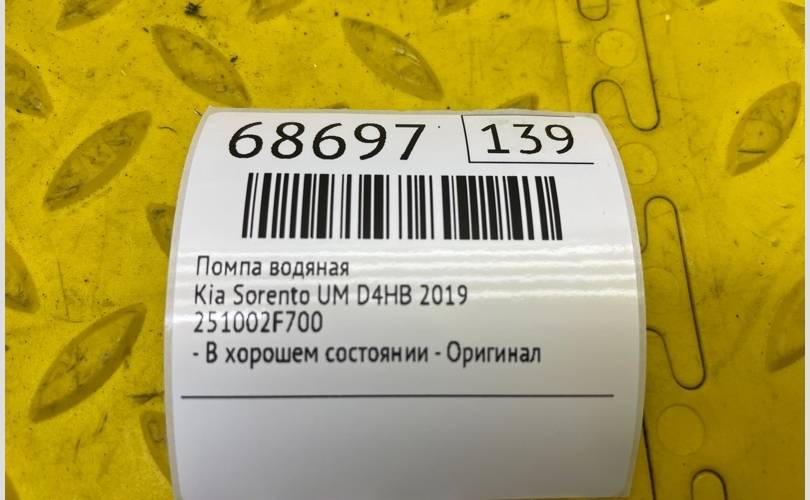 68697 139
Помпа водяная
Kia Sorento UM D4HB 2019
251002F700
- В хорошем состоянии - Оригинал